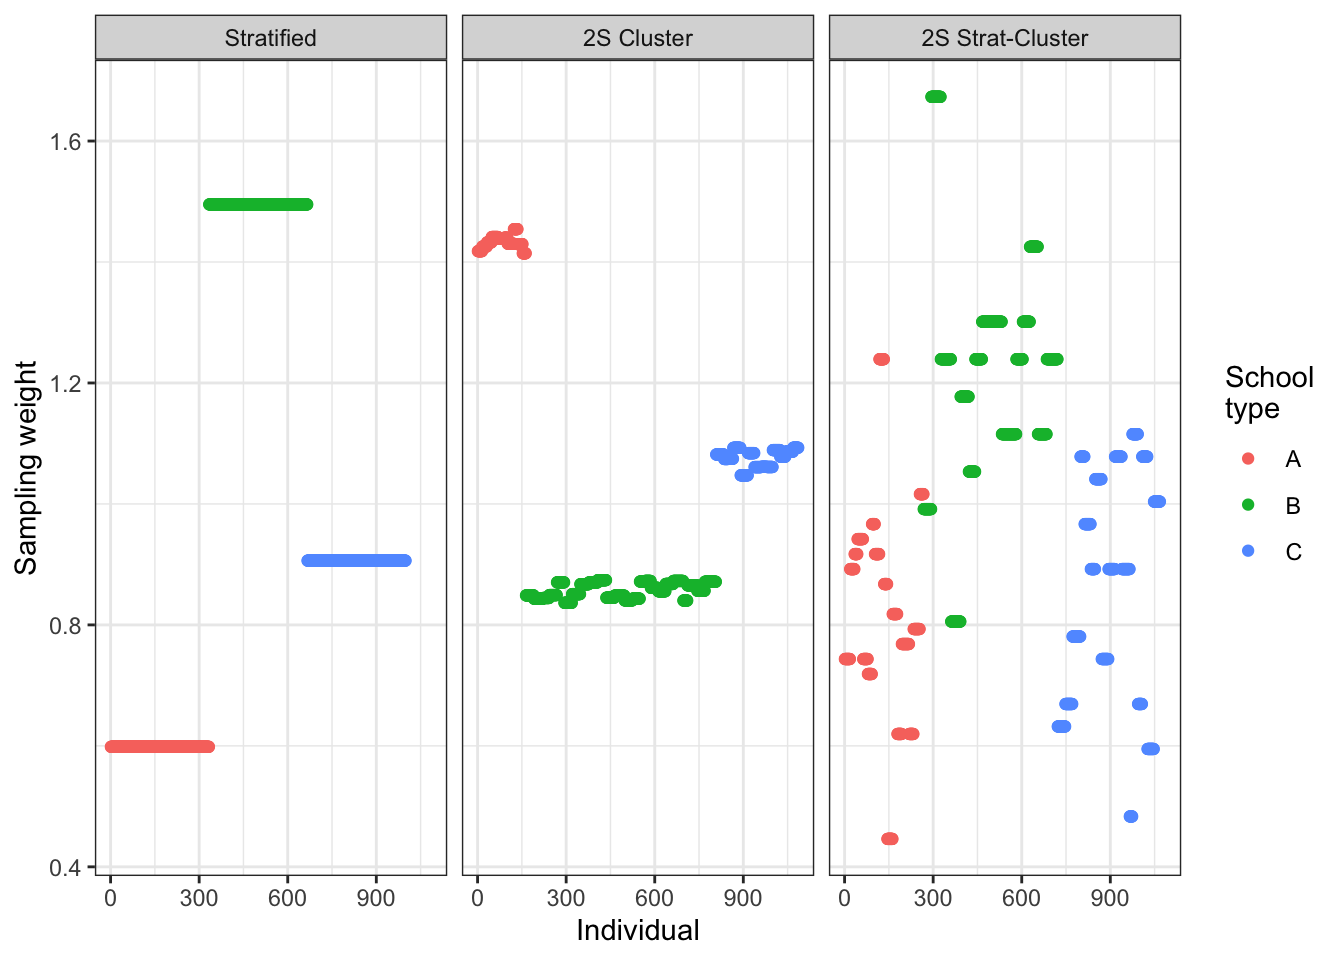 Stratified
2S Cluster
2S Strat-Cluster
Sampling weight
1.6
1.2
0.8
0.4
0 300 600 900
0 300 600 900
0 300 600 900
Individual
School
type
A
B
C